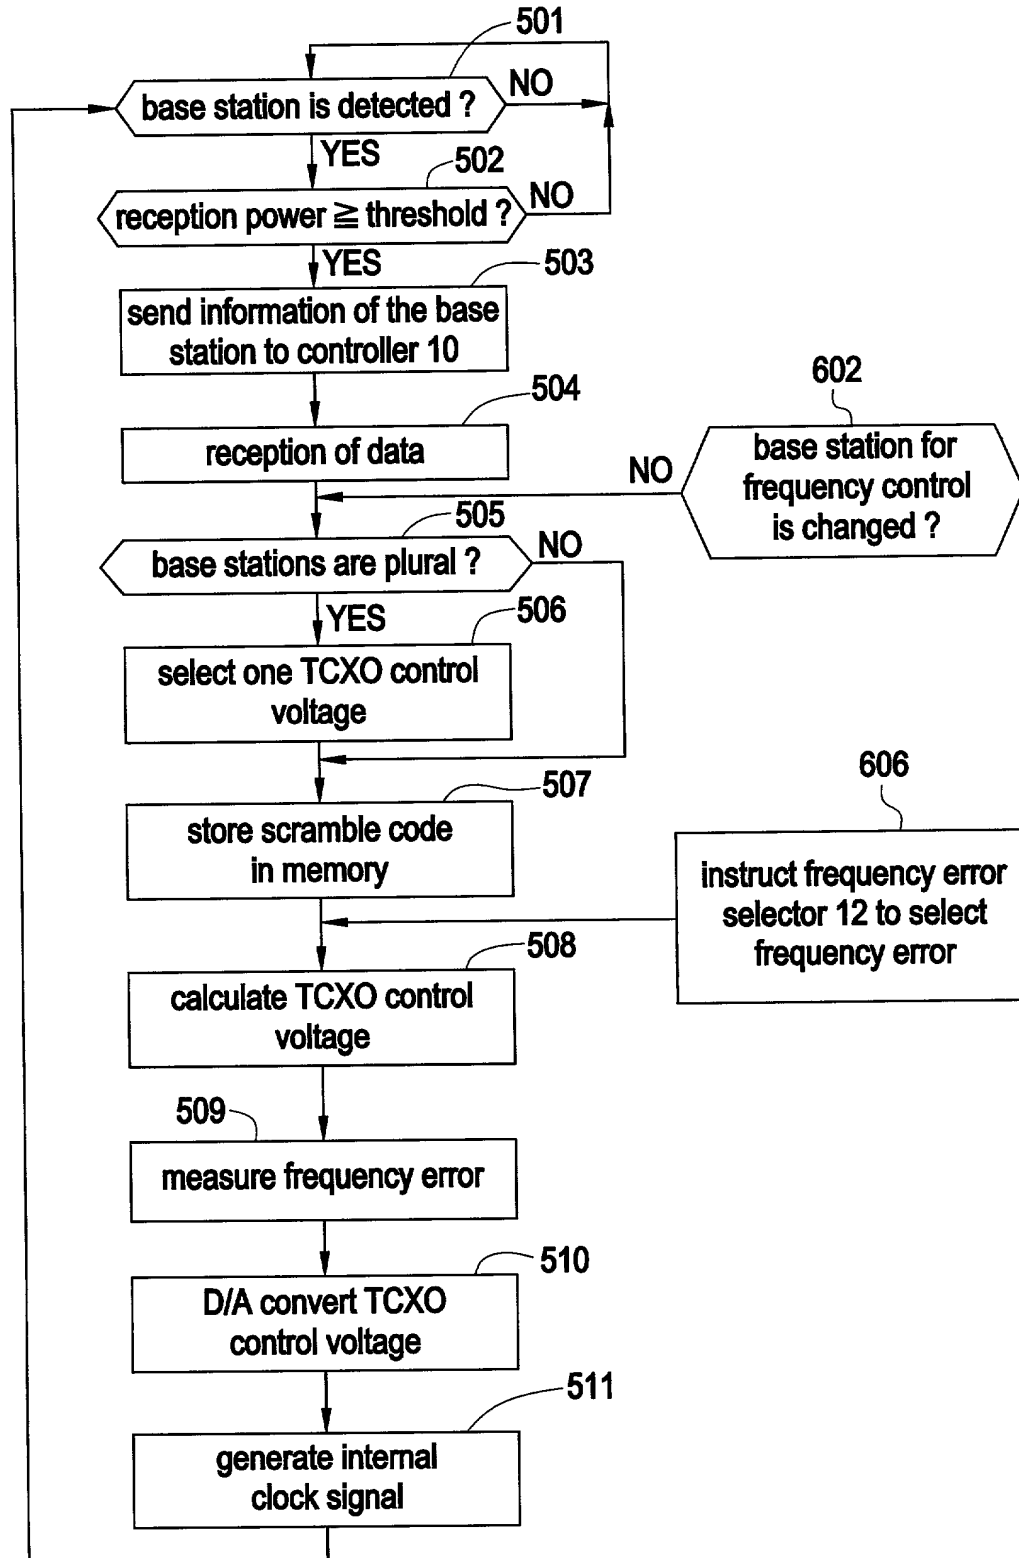 501
base station is detected ?
NO
YES
502
reception power ≧ threshold ?
NO
YES
503
send information of the base
station to controller 10
504
reception of data
602
base station for
frequency control
is changed ?
NO
505
base stations are plural ?
NO
YES
506
select one TCXO control
voltage
507
store scramble code
in memory
606
instruct frequency error
selector 12 to select
frequency error
508
calculate TCXO control
voltage
509
measure frequency error
510
D/A convert TCXO
control voltage
511
generate internal
clock signal